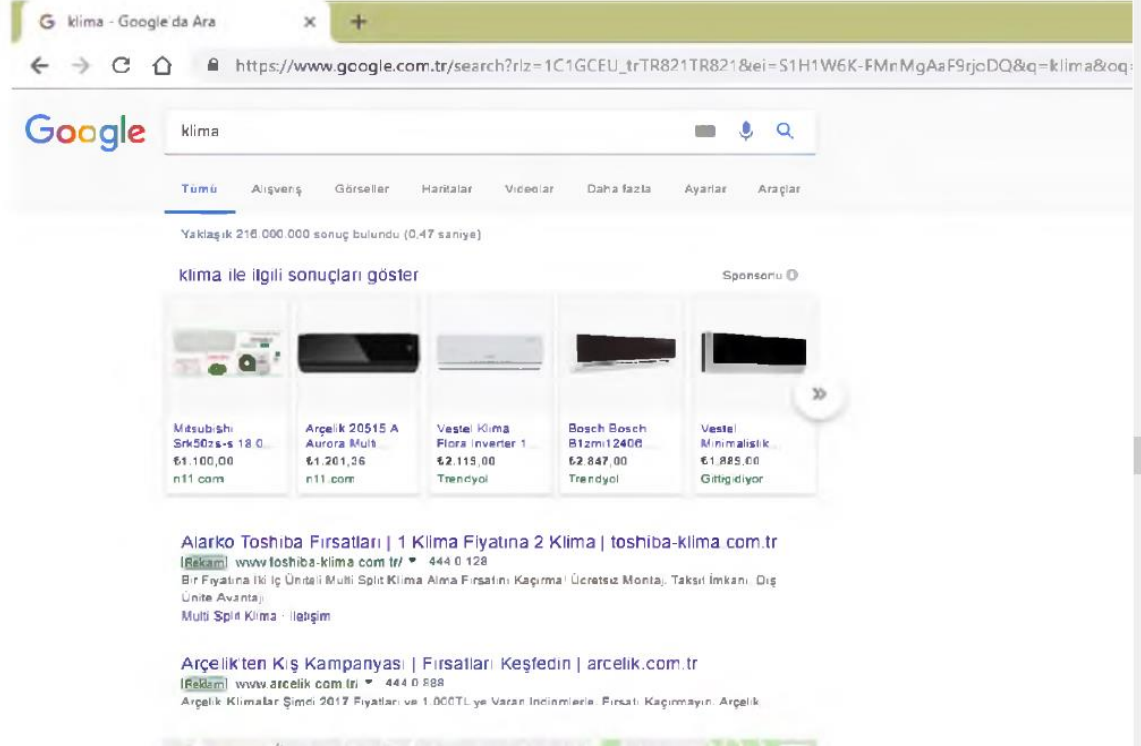 klima - Google'da Ara
https://www.google.com.tr/search?rlz=1C1GCEU_trTR821TR821&ei=S1H1W6K-FMnMgAaF9rjoDQ&q=klima&oq=
Google klima
Tümü Alışveriş Görseller Haritalar Videolar Daha fazla Ayarlar Araçlar
Yaklaşık 216.000.000 sonuç bulundu (0,47 saniye)
klima ile ilgili sonuçları göster Sponsorlu
Mitsubishi Arçelik 20515 A Vestel Klima Bosch Bosch Vestel
Srk50zs-s 18.0... Aurora Multi... Flora Inverter 1... B1zmi12406... Minimalistik...
₺1.100,00 ₺1.201,36 ₺2.119,00 ₺2.847,00 ₺1.885,00
n11.com n11.com Trendyol Trendyol Gittigidiyor
Alarko Toshiba Fırsatları | 1 Klima Fiyatına 2 Klima | toshiba-klima.com.tr
Reklam www.toshiba-klima.com.tr/ 444 0 128
Bir Fiyatına İki İç Üniteli Multi Split Klima Alma Fırsatını Kaçırma! Ücretsiz Montaj. Taksit İmkanı. Dış
Ünite Avantajı.
Multi Split Klima · İletişim
Arçelik'ten Kış Kampanyası | Fırsatları Keşfedin | arcelik.com.tr
Reklam www.arcelik.com.tr/ 444 0 888
Arçelik Klimalar Şimdi 2017 Fiyatları ve 1.000TL'ye Varan İndirimlerle. Fırsatı Kaçırmayın. Arçelik